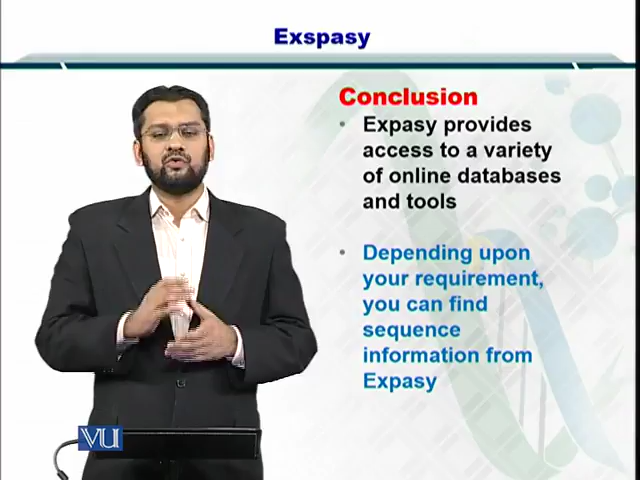 Exspasy
Conclusion
• Expasy provides
access to a variety
of online databases
and tools
• Depending upon
your requirement,
you can find
sequence
information from
Expasy
VU